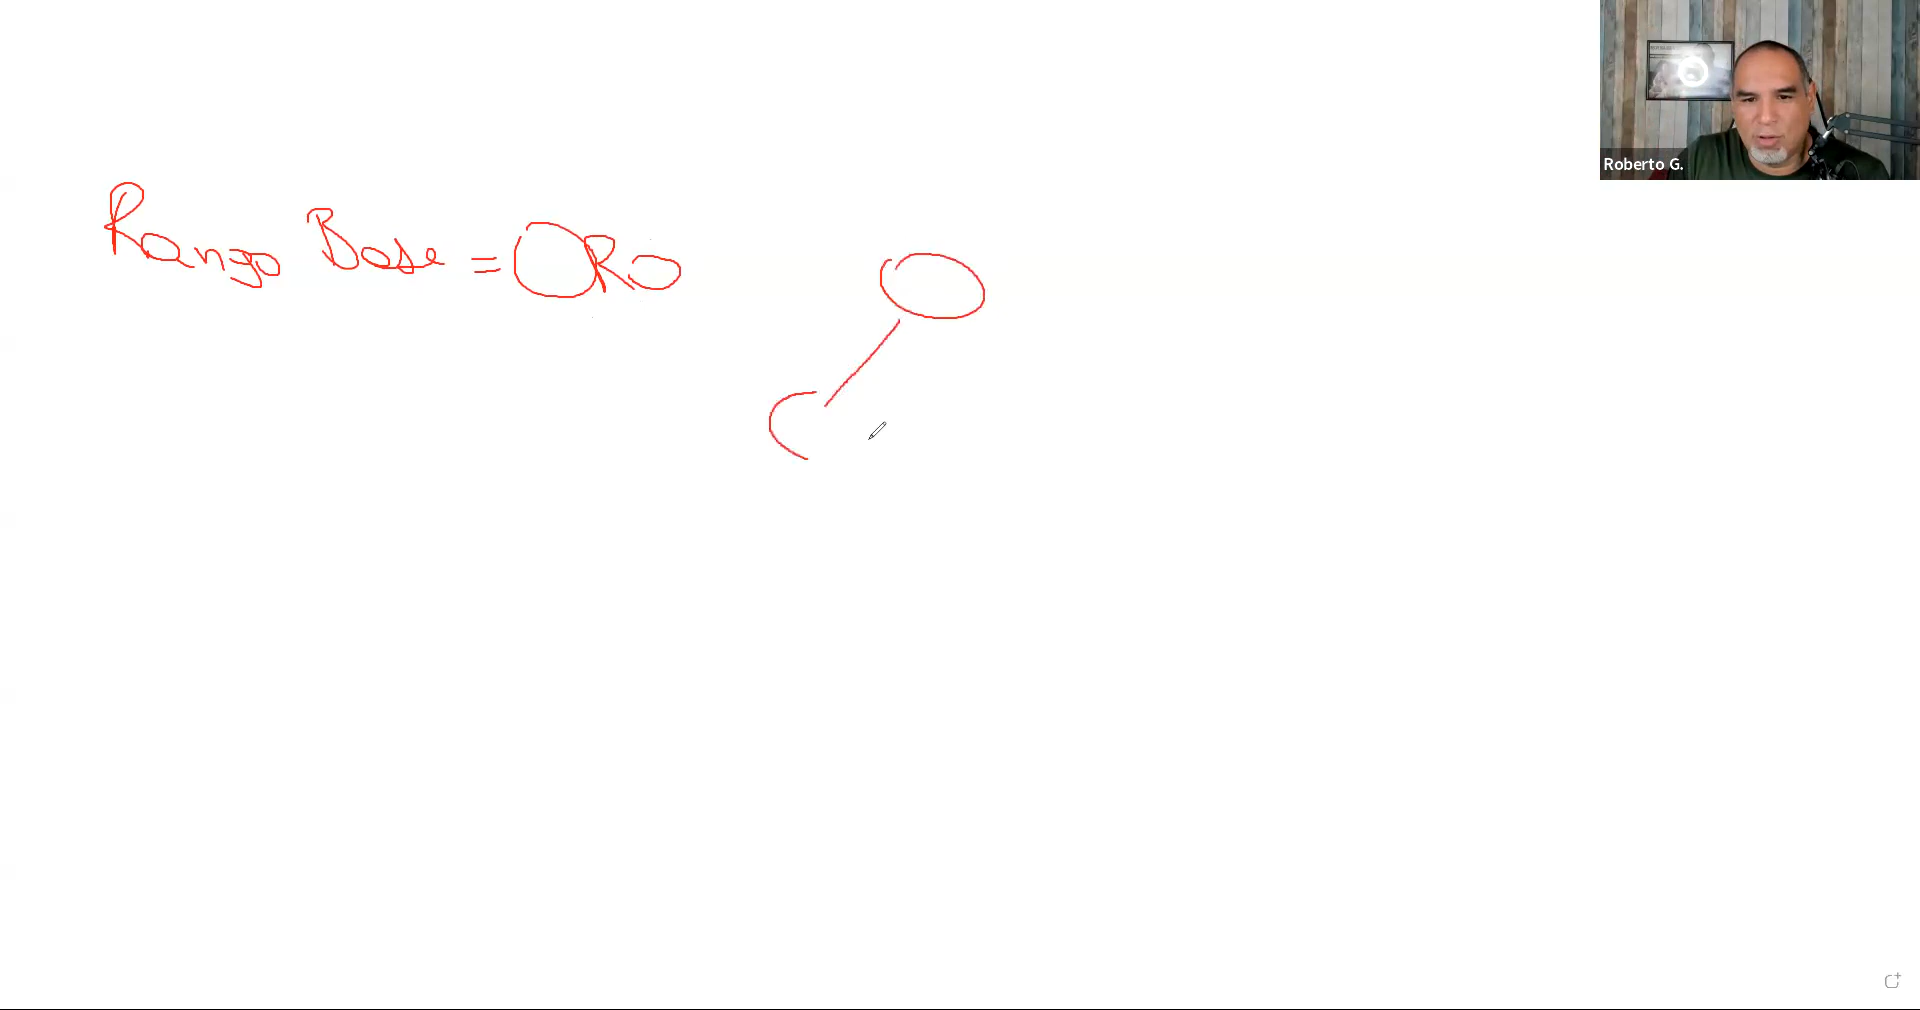 Roberto G.
Rango Base = ORO